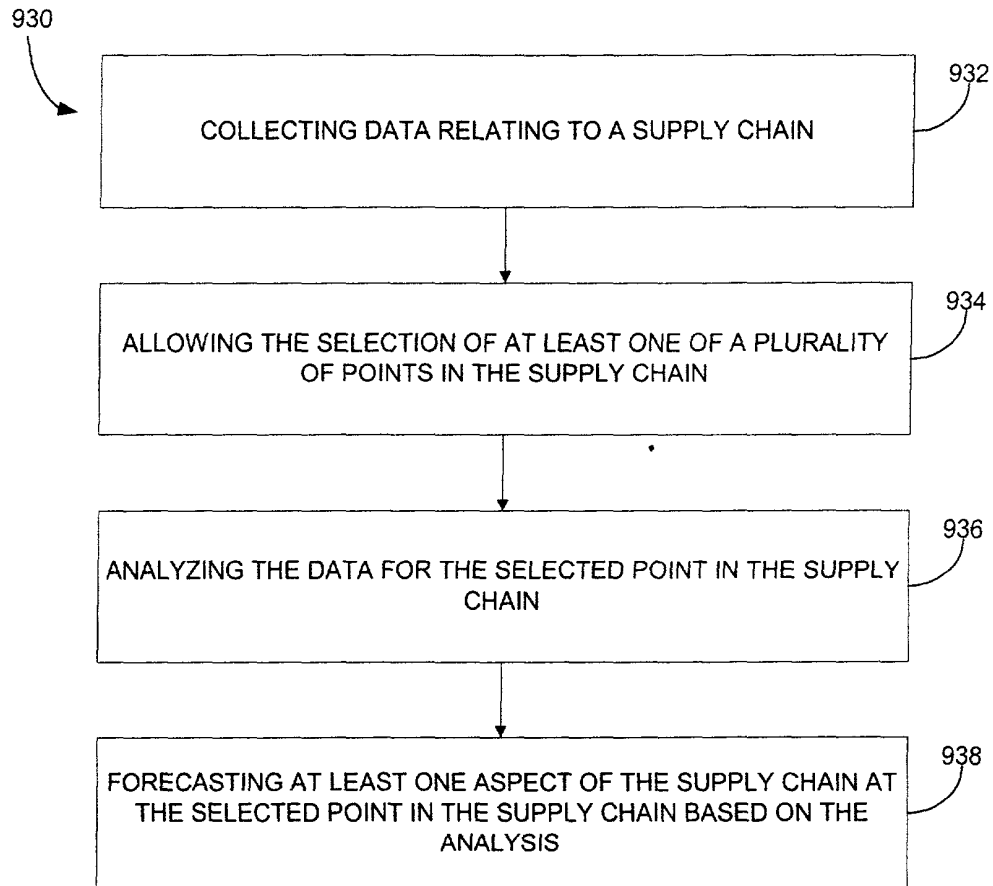 930
932
COLLECTING DATA RELATING TO A SUPPLY CHAIN
934
ALLOWING THE SELECTION OF AT LEAST ONE OF A PLURALITY
OF POINTS IN THE SUPPLY CHAIN
936
ANALYZING THE DATA FOR THE SELECTED POINT IN THE SUPPLY
CHAIN
938
FORECASTING AT LEAST ONE ASPECT OF THE SUPPLY CHAIN AT
THE SELECTED POINT IN THE SUPPLY CHAIN BASED ON THE
ANALYSIS